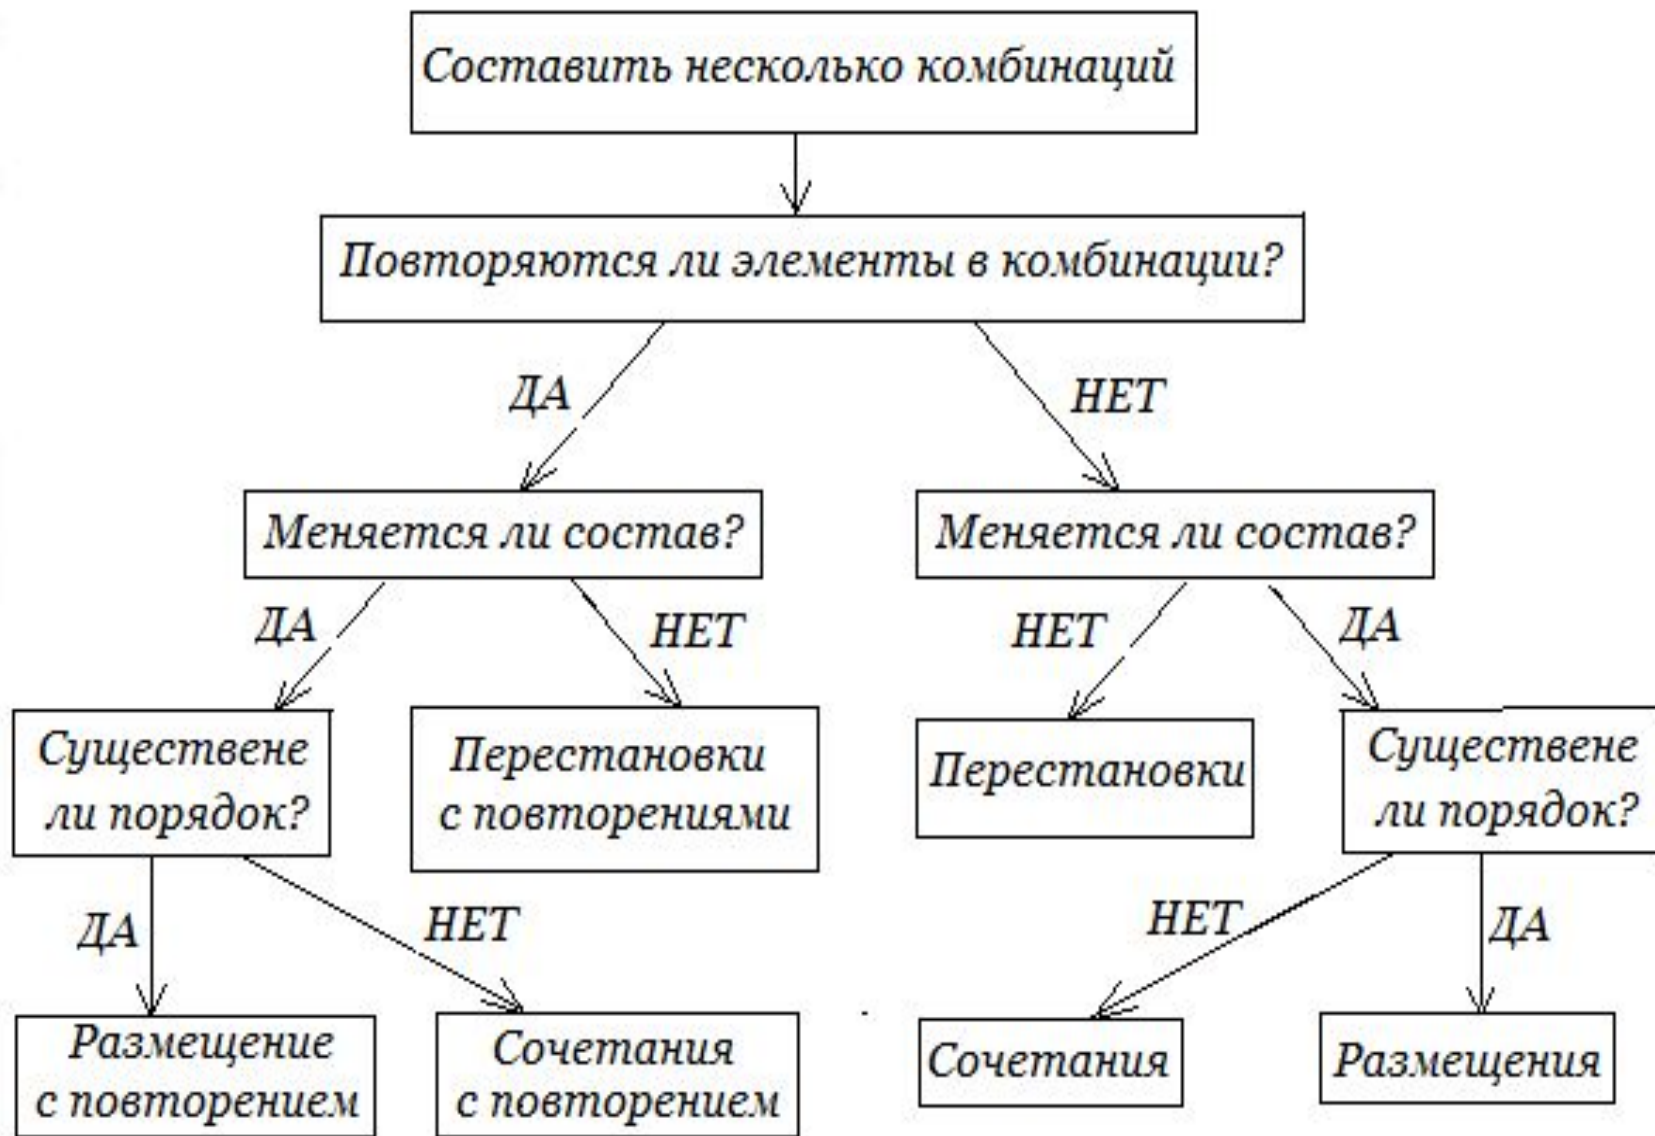 Составить несколько комбинаций
Повторяются ли элементы в комбинации?
ДА
НЕТ
Меняется ли состав?
Меняется ли состав?
ДА
НЕТ
НЕТ
ДА
Существене
ли порядок?
Перестановки
с повторениями
Перестановки
Существене
ли порядок?
ДА
НЕТ
НЕТ
ДА
Размещение
с повторением
Сочетания
с повторением
Сочетания
Размещения